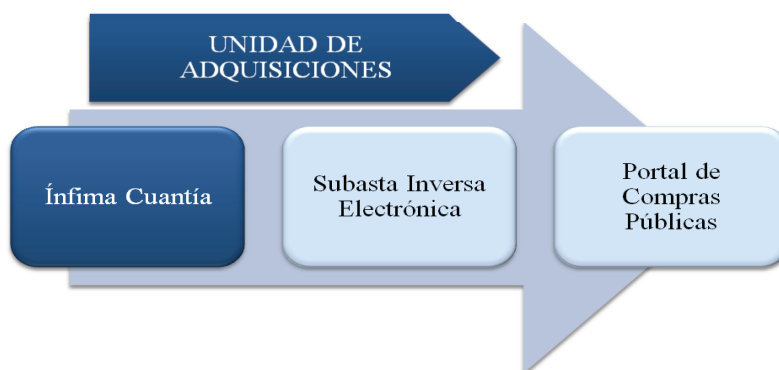 UNIDAD DE
ADQUISICIONES
Ínfima Cuantía
Subasta Inversa
Electrónica
Portal de
Compras
Públicas